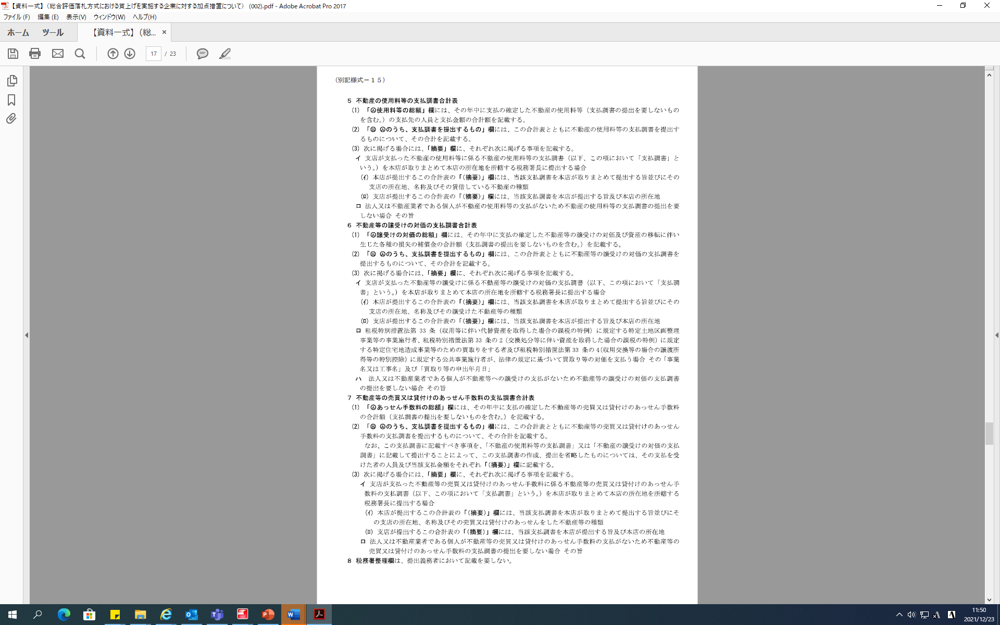 【資料一式】（総合評価落札方式における賃上げを実施する企業に対する加点措置について） (002).pdf - Adobe Acrobat Pro 2017
ファイル(F) 編集(E) 表示(V) ウィンドウ(W) ヘルプ(H)
ホーム ツール 【資料一式】（総... ×
17 / 23
（別記様式－１５）
５ 不動産の使用料等の支払調書合計表
(1) 「Ⓐ使用料等の総額」欄には、その年中に支払の確定した不動産の使用料等（支払調書の提出を要しないもの
を含む。）の支払先の人員と支払金額の合計額を記載する。
(2) 「Ⓑ Ⓐのうち、支払調書を提出するもの」欄には、この合計表とともに不動産の使用料等の支払調書を提出す
るものについて、その合計を記載する。
(3) 次に掲げる場合には、「摘要」欄に、それぞれ次に掲げる事項を記載する。
イ 支店が支払った不動産の使用料等に係る不動産の使用料等の支払調書（以下、この項において「支払調書」と
いう。）を本店が取りまとめて本店の所在地を所轄する税務署長に提出する場合
(ｲ) 本店が提出するこの合計表の「（摘要）」欄には、当該支払調書を本店が取りまとめて提出する旨並びにその
支店の所在地、名称及びその賃借している不動産の種類
(ﾛ) 支店が提出するこの合計表の「（摘要）」欄には、当該支払調書を本店が提出する旨及び本店の所在地
ロ 法人又は不動産業者である個人が不動産の使用料等の支払がないため不動産の使用料等の支払調書の提出を要
しない場合 その旨
６ 不動産等の譲受けの対価の支払調書合計表
(1) 「Ⓐ譲受けの対価の総額」欄には、その年中に支払の確定した不動産等の譲受けの対価及び資産の移転に伴い
生じた各種の損失の補償金の合計額（支払調書の提出を要しないものを含む。）を記載する。
(2) 「Ⓑ Ⓐのうち、支払調書を提出するもの」欄には、この合計表とともに不動産等の譲受けの対価の支払調書を
提出するものについて、その合計を記載する。
(3) 次に掲げる場合には、「摘要」欄に、それぞれ次に掲げる事項を記載する。
イ 支店が支払った不動産等の譲受けに係る不動産等の譲受けの対価の支払調書（以下、この項において「支払調
書」という。）を本店が取りまとめて本店の所在地を所轄する税務署長に提出する場合
(ｲ) 本店が提出するこの合計表の「（摘要）」欄には、当該支払調書を本店が取りまとめて提出する旨並びにその
支店の所在地、名称及びその譲受けた不動産等の種類
(ﾛ) 支店が提出するこの合計表の「（摘要）」欄には、当該支払調書を本店が提出する旨及び本店の所在地
ロ 租税特別措置法第 33 条（収用等に伴い代替資産を取得した場合の課税の特例）に規定する特定土地区画整理
事業等の事業施行者、租税特別措置法第 33 条の２（交換処分等に伴い資産を取得した場合の課税の特例）に規定
する特定住宅地造成事業等のための買取りをする者及び租税特別措置法第 33 条の４（収用交換等の場合の譲渡所
得等の特別控除）に規定する公共事業施行者が、法律の規定に基づいて買取り等の対価を支払う場合 その「事業
名又は工事名」及び「買取り等の申出年月日」
ハ 法人又は不動産業者である個人が不動産等への譲受けの支払がないため不動産等の譲受けの対価の支払調書
の提出を要しない場合 その旨
７ 不動産等の売買又は貸付けのあっせん手数料の支払調書合計表
(1) 「Ⓐあっせん手数料の総額」欄には、その年中に支払の確定した不動産等の売買又は貸付けのあっせん手数料
の合計額（支払調書の提出を要しないものを含む。）を記載する。
(2) 「Ⓑ Ⓐのうち、支払調書を提出するもの」欄には、この合計表とともに不動産等の売買又は貸付けのあっせん
手数料の支払調書を提出するものについて、その合計を記載する。
なお、この支払調書に記載すべき事項を、「不動産の使用料等の支払調書」又は「不動産の譲受けの対価の支払
調書」に記載して提出することによって、この支払調書の作成、提出を省略したものについては、その支払を受
けた者の人員及び当該支払金額をそれぞれ「（摘要）」欄に記載する。
(3) 次に掲げる場合には、「摘要」欄に、それぞれ次に掲げる事項を記載する。
イ 支店が支払った不動産等の売買又は貸付けのあっせん手数料に係る不動産等の売買又は貸付けのあっせん手
数料の支払調書（以下、この項において「支払調書」という。）を本店が取りまとめて本店の所在地を所轄する
税務署長に提出する場合
(ｲ) 本店が提出するこの合計表の「（摘要）」欄には、当該支払調書を本店が取りまとめて提出する旨並びにそ
の支店の所在地、名称及びその売買又は貸付けのあっせんをした不動産等の種類
(ﾛ) 支店が提出するこの合計表の「（摘要）」欄には、当該支払調書を本店が提出する旨及び本店の所在地
ロ 法人又は不動産業者である個人が不動産等の売買又は貸付けのあっせん手数料の支払がないため不動産等の
売買又は貸付けのあっせん手数料の支払調書の提出を要しない場合 その旨
８ 税務署整理欄は、提出義務者において記載を要しない。
11:50
2021/12/23